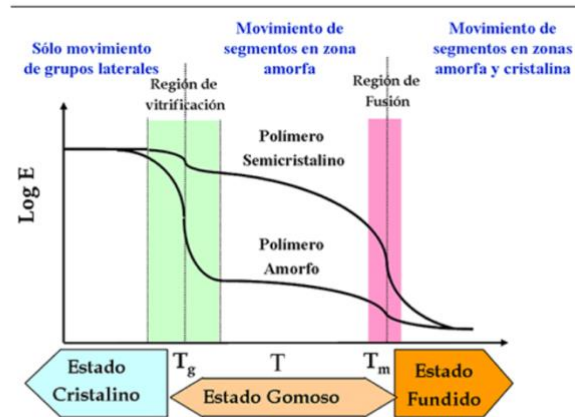 Sólo movimiento
de grupos laterales
Movimiento de
segmentos en zona
amorfa
Movimiento de
segmentos en zonas
amorfa y cristalina
Región de
vitrificación
Región de
Fusión
Polímero
Semicristalino
Log E
Polímero
Amorfo
Tg
T
Tm
Estado
Cristalino
Estado Gomoso
Estado
Fundido